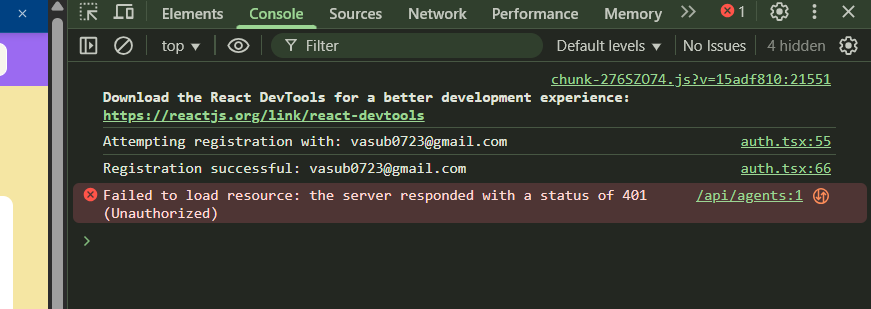 Elements Console Sources Network Performance Memory 1
top Filter Default levels No Issues 4 hidden
chunk-276SZO74.js?v=15adf810:21551
Download the React DevTools for a better development experience:
https://reactjs.org/link/react-devtools
Attempting registration with: vasub0723@gmail.com auth.tsx:55
Registration successful: vasub0723@gmail.com auth.tsx:66
Failed to load resource: the server responded with a status of 401 /api/agents:1
(Unauthorized)